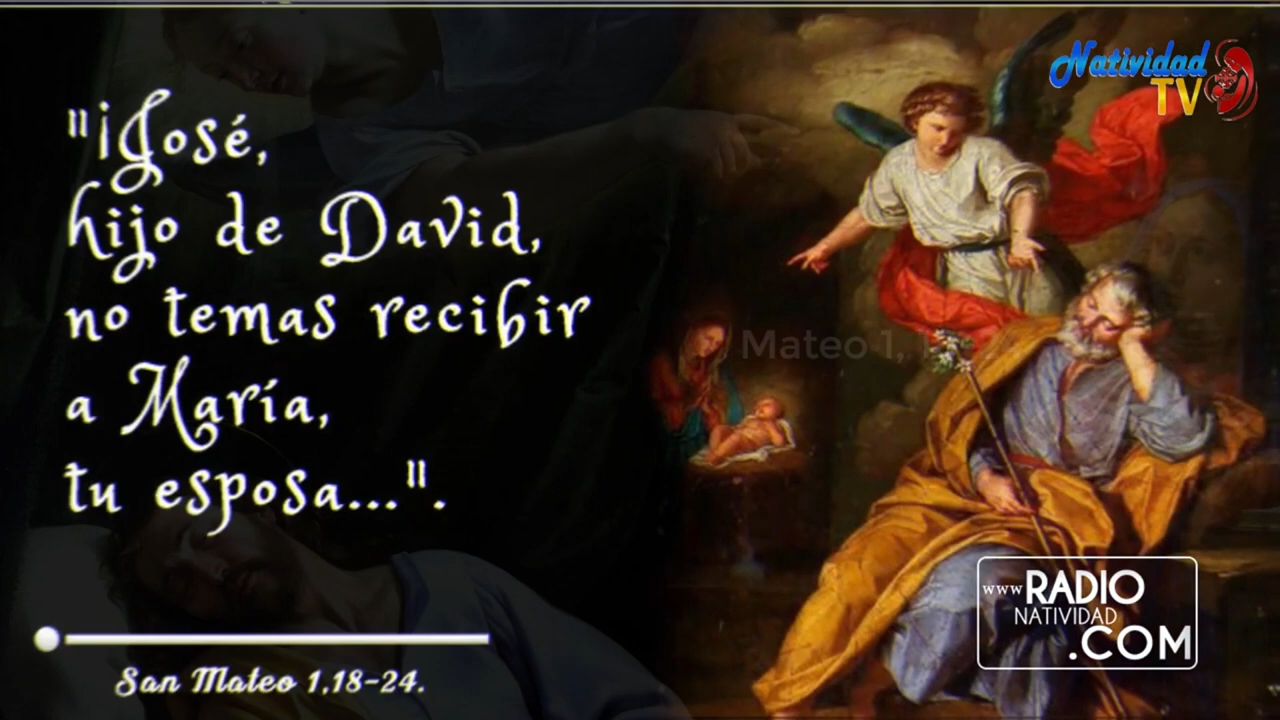 "¡José,
hijo de David,
no temas recibir
a María,
tu esposa...".
San Mateo 1,18-24.
Natividad
TV
Mateo 1,
www RADIO
NATIVIDAD
.COM